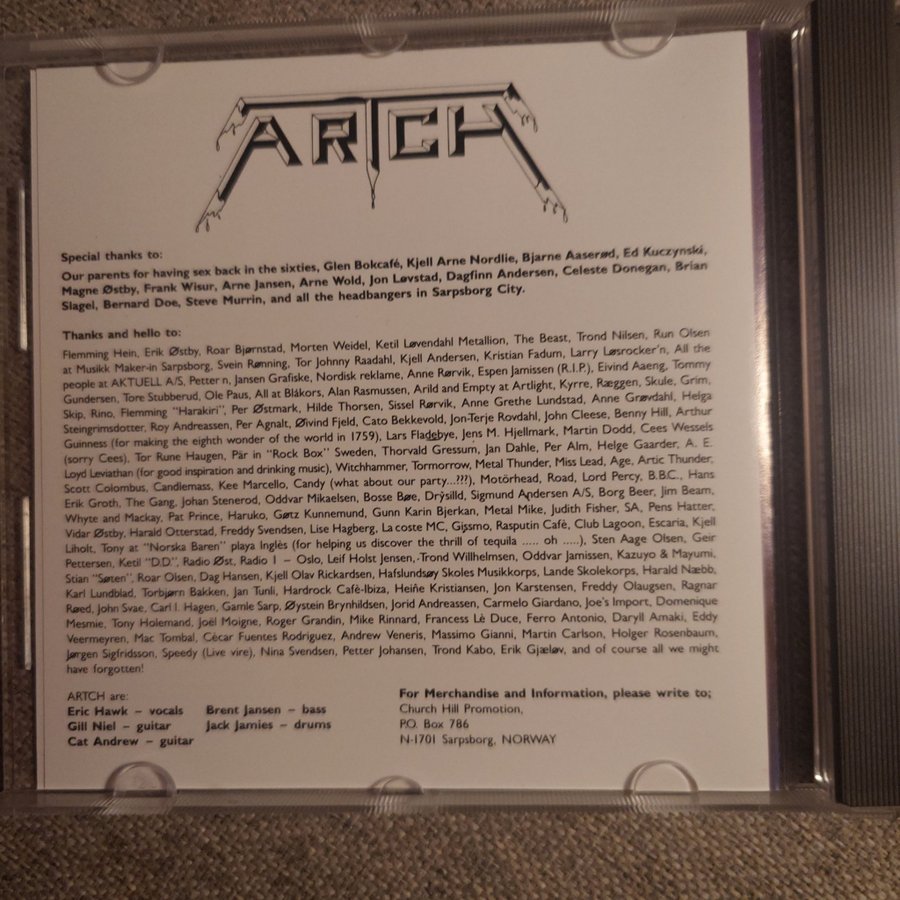 ARTCH
Special thanks to:
Our parents for having sex back in the sixties, Glen Bokcafé, Kjell Arne Nordlie, Bjarne Aaserød, Ed Kuczynski,
Magne Østby, Frank Wisur, Arne Jansen, Arne Wold, Jon Løvstad, Dagfinn Andersen, Celeste Donegan, Brian
Slagel, Bernard Doe, Steve Murrin, and all the headbangers in Sarpsborg City.
Thanks and hello to:
Flemming Hein, Erik Østby, Roar Bjørnstad, Morten Weidel, Ketil Løvendahl Metallion, The Beast, Trond Nilsen, Run Olsen
at Musikk Maker-in Sarpsborg, Svein Rønning, Tor Johnny Raadahl, Kjell Andersen, Kristian Fadum, Larry Løsrocker'n, All the
people at AKTUELL A/S, Petter n, Jansen Grafiske, Nordisk reklame, Anne Rørvik, Espen Jamissen (R.I.P.), Eivind Aaeng, Tommy
Gundersen, Tore Stubberud, Ole Paus, All at Blåkors, Alan Rasmussen, Arild and Empty at Artlight, Kyrre, Ræggen, Skule, Grim,
Skip, Rino, Flemming "Harakiri", Per Østmark, Hilde Thorsen, Sissel Rørvik, Anne Grethe Lundstad, Anne Grøvdahl, Helga
Steingrimsdotter, Roy Andreassen, Per Agnalt, Øivind Fjeld, Cato Bekkevold, Jon-Terje Rovdahl, John Cleese, Benny Hill, Arthur
Guinness (for making the eighth wonder of the world in 1759), Lars Fladebye, Jens M. Hjellmark, Martin Dodd, Cees Wessels
(sorry Cees), Tor Rune Haugen, Pär in "Rock Box" Sweden, Thorvald Gressum, Jan Dahle, Per Alm, Helge Gaarder, A. E.
Loyd Leviathan (for good inspiration and drinking music), Witchhammer, Tormorrow, Metal Thunder, Miss Lead, Age, Artic Thunder,
Scott Colombus, Candlemass, Kee Marcello, Candy (what about our party...???), Motörhead, Road, Lord Percy, B.B.C., Hans
Erik Groth, The Gang, Johan Stenerod, Oddvar Mikaelsen, Bosse Bøe, Drÿsilld, Sigmund Andersen A/S, Borg Beer, Jim Beam,
Whyte and Mackay, Pat Prince, Haruko, Gøtz Kunnemund, Gunn Karin Bjerkan, Metal Mike, Judith Fisher, SA, Pens Hatter,
Vidar Østby, Harald Otterstad, Freddy Svendsen, Lise Hagberg, La coste MC, Gissmo, Rasputin Cafè, Club Lagoon, Escaria, Kjell
Liholt, Tony at "Norska Baren" playa Inglès (for helping us discover the thrill of tequila ..... oh .....), Sten Aage Olsen, Geir
Pettersen, Ketil "D.D.", Radio Øst, Radio 1 – Oslo, Leif Holst Jensen, Trond Willhelmsen, Oddvar Jamissen, Kazuyo & Mayumi,
Stian "Søten", Roar Olsen, Dag Hansen, Kjell Olav Rickardsen, Hafslundsøy Skoles Musikkorps, Lande Skolekorps, Harald Næbb,
Karl Lundblad, Torbjørn Bakken, Jan Tunli, Hardrock Cafè-Ibiza, Heine Kristiansen, Jon Karstensen, Freddy Olaugsen, Ragnar
Røed, John Svae, Carl I. Hagen, Gamle Sarp, Øystein Brynhildsen, Jorid Andreassen, Carmelo Giardano, Joe's Import, Domenique
Mesmie, Tony Holemand, Joël Moigne, Roger Grandin, Mike Rinnard, Francess Lè Duce, Ferro Antonio, Daryll Amaki, Eddy
Veermeyren, Mac Tombal, Cècar Fuentes Rodriguez, Andrew Veneris, Massimo Gianni, Martin Carlson, Holger Rosenbaum,
Jørgen Sigfridsson, Speedy (Live vire), Nina Svendsen, Petter Johansen, Trond Kabo, Erik Gjæløv, and of course all we might
have forgotten!
ARTCH are:
Eric Hawk – vocals Brent Jansen – bass
Gill Niel – guitar Jack Jamies – drums
Cat Andrew – guitar
For Merchandise and Information, please write to;
Church Hill Promotion,
P.O. Box 786
N-1701 Sarpsborg, NORWAY